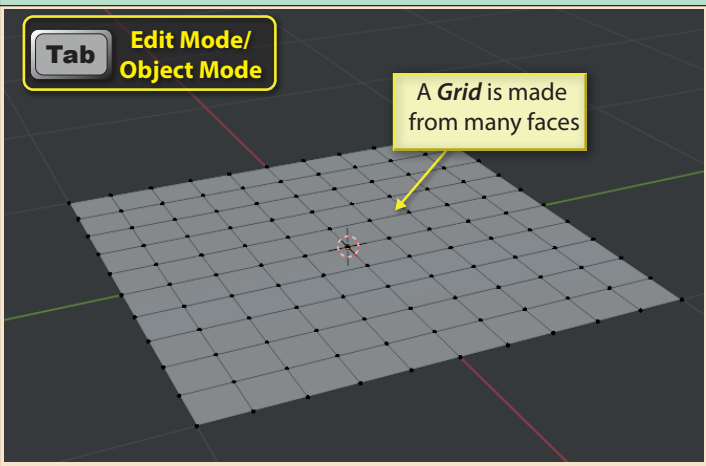 Tab
Edit Mode/
Object Mode
A Grid is made
from many faces